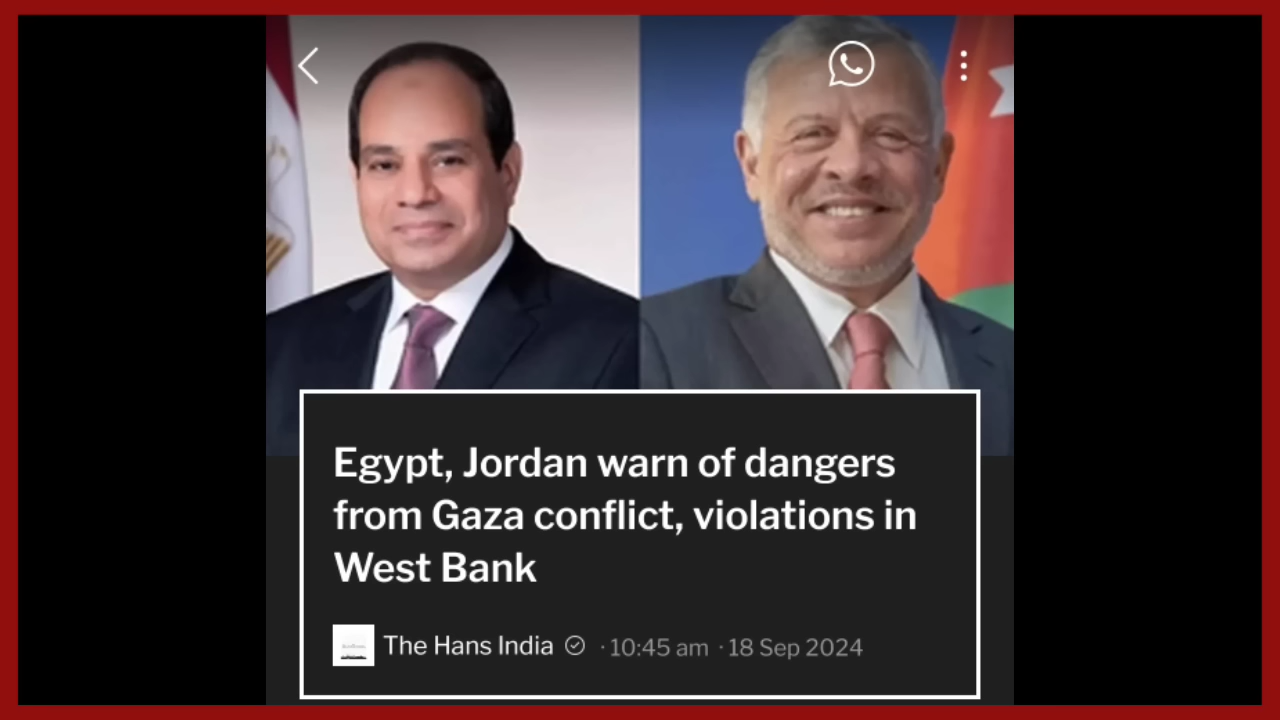 Egypt, Jordan warn of dangers
from Gaza conflict, violations in
West Bank
The Hans India · 10:45 am · 18 Sep 2024